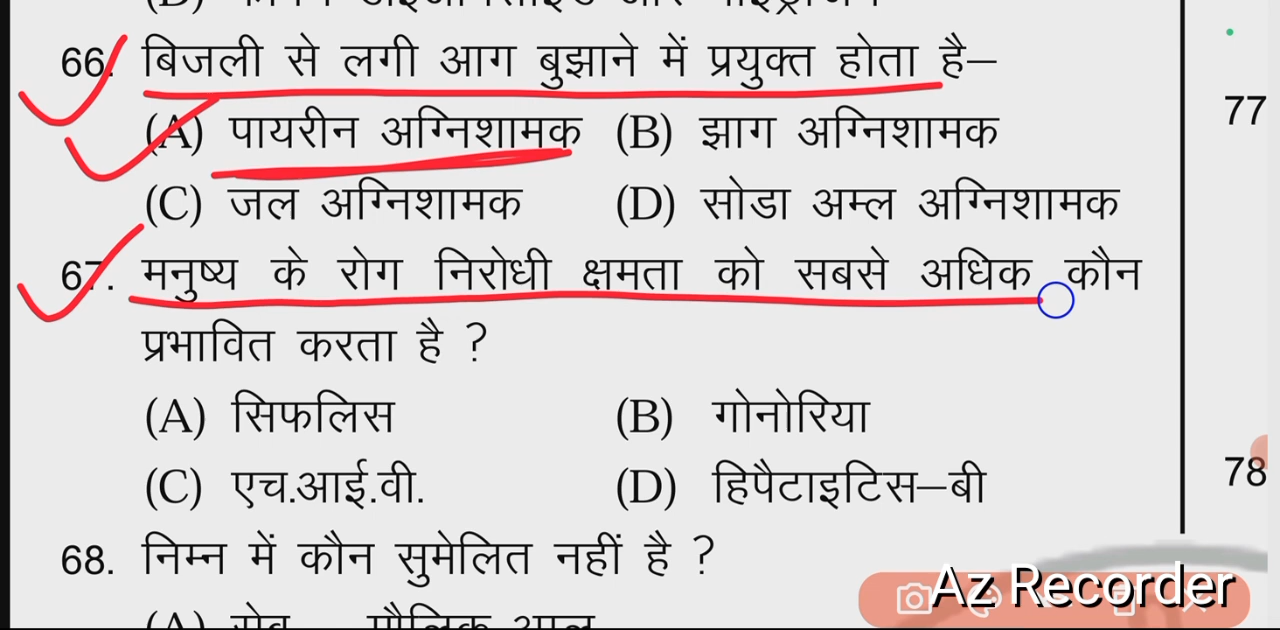 66. बिजली से लगी आग बुझाने में प्रयुक्त होता है–
(A) पायरीन अग्निशामक (B) झाग अग्निशामक
(C) जल अग्निशामक (D) सोडा अम्ल अग्निशामक
67. मनुष्य के रोग निरोधी क्षमता को सबसे अधिक कौन
प्रभावित करता है ?
(A) सिफलिस (B) गोनोरिया
(C) एच.आई.वी. (D) हिपैटाइटिस–बी
68. निम्न में कौन सुमेलित नहीं है ?
77
78
Az Recorder